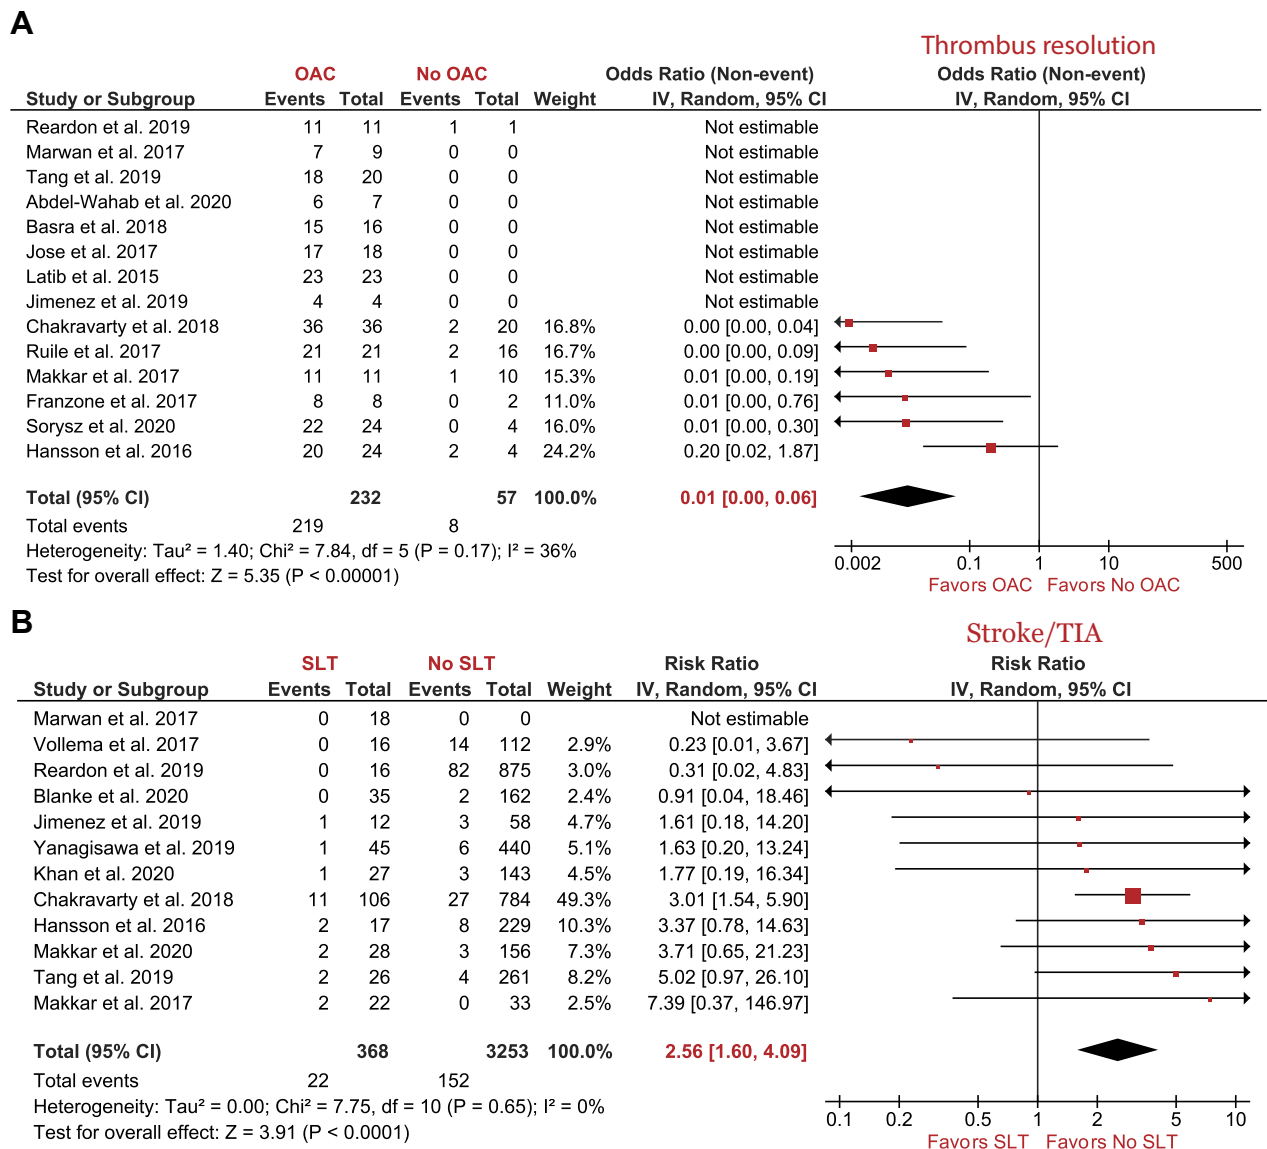 A
Thrombus resolution
OAC No OAC Odds Ratio (Non-event) Odds Ratio (Non-event)
Study or Subgroup Events Total Events Total Weight IV, Random, 95% CI IV, Random, 95% CI
Reardon et al. 2019 11 11 1 1 Not estimable
Marwan et al. 2017 7 9 0 0 Not estimable
Tang et al. 2019 18 20 0 0 Not estimable
Abdel-Wahab et al. 2020 6 7 0 0 Not estimable
Basra et al. 2018 15 16 0 0 Not estimable
Jose et al. 2017 17 18 0 0 Not estimable
Latib et al. 2015 23 23 0 0 Not estimable
Jimenez et al. 2019 4 4 0 0 Not estimable
Chakravarty et al. 2018 36 36 2 20 16.8% 0.00 [0.00, 0.04]
Ruile et al. 2017 21 21 2 16 16.7% 0.00 [0.00, 0.09]
Makkar et al. 2017 11 11 1 10 15.3% 0.01 [0.00, 0.19]
Franzone et al. 2017 8 8 0 2 11.0% 0.01 [0.00, 0.76]
Sorysz et al. 2020 22 24 0 4 16.0% 0.01 [0.00, 0.30]
Hansson et al. 2016 20 24 2 4 24.2% 0.20 [0.02, 1.87]
Total (95% CI) 232 57 100.0% 0.01 [0.00, 0.06]
Total events 219 8
Heterogeneity: Tau² = 1.40; Chi² = 7.84, df = 5 (P = 0.17); I² = 36%
Test for overall effect: Z = 5.35 (P < 0.00001)
0.002 0.1 1 10 500
Favors OAC Favors No OAC
B
Stroke/TIA
SLT No SLT Risk Ratio Risk Ratio
Study or Subgroup Events Total Events Total Weight IV, Random, 95% CI IV, Random, 95% CI
Marwan et al. 2017 0 18 0 0 Not estimable
Vollema et al. 2017 0 16 14 112 2.9% 0.23 [0.01, 3.67]
Reardon et al. 2019 0 16 82 875 3.0% 0.31 [0.02, 4.83]
Blanke et al. 2020 0 35 2 162 2.4% 0.91 [0.04, 18.46]
Jimenez et al. 2019 1 12 3 58 4.7% 1.61 [0.18, 14.20]
Yanagisawa et al. 2019 1 45 6 440 5.1% 1.63 [0.20, 13.24]
Khan et al. 2020 1 27 3 143 4.5% 1.77 [0.19, 16.34]
Chakravarty et al. 2018 11 106 27 784 49.3% 3.01 [1.54, 5.90]
Hansson et al. 2016 2 17 8 229 10.3% 3.37 [0.78, 14.63]
Makkar et al. 2020 2 28 3 156 7.3% 3.71 [0.65, 21.23]
Tang et al. 2019 2 26 4 261 8.2% 5.02 [0.97, 26.10]
Makkar et al. 2017 2 22 0 33 2.5% 7.39 [0.37, 146.97]
Total (95% CI) 368 3253 100.0% 2.56 [1.60, 4.09]
Total events 22 152
Heterogeneity: Tau² = 0.00; Chi² = 7.75, df = 10 (P = 0.65); I² = 0%
Test for overall effect: Z = 3.91 (P < 0.0001)
0.1 0.2 0.5 1 2 5 10
Favors SLT Favors No SLT